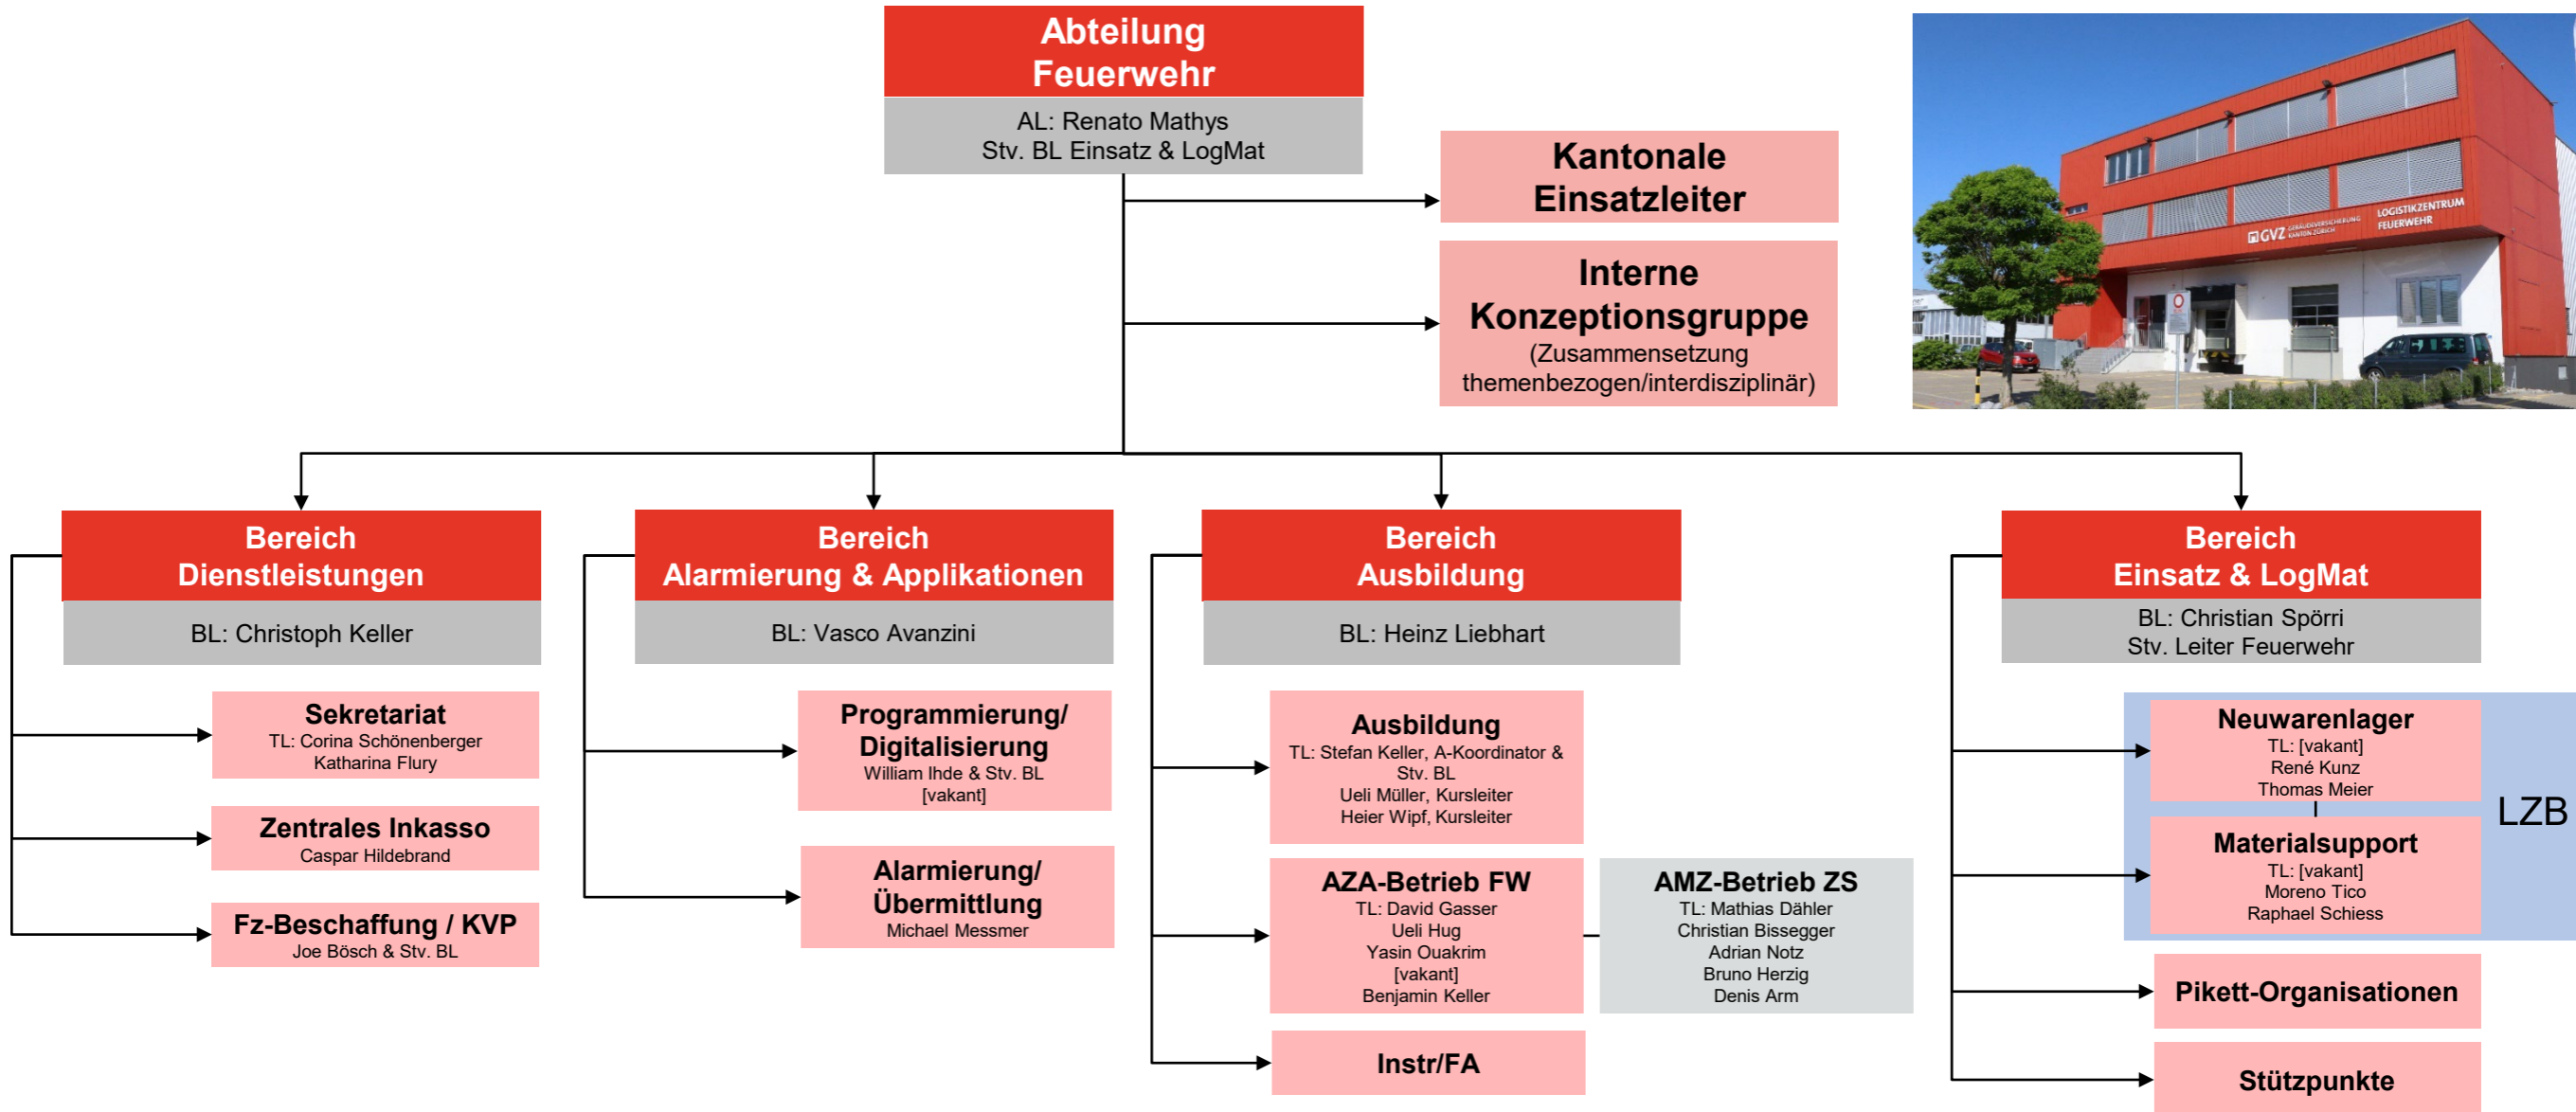 Abteilung
Feuerwehr
AL: Renato Mathys
Stv. BL Einsatz & LogMat
Kantonale
Einsatzleiter
Interne
Konzeptionsgruppe
(Zusammensetzung
themenbezogen/interdisziplinär)
GVZ GEBÄUDEVERSICHERUNG
KANTON ZÜRICH
LOGISTIKZENTRUM
FEUERWEHR
Bereich
Dienstleistungen
BL: Christoph Keller
Sekretariat
TL: Corina Schönenberger
Katharina Flury
Zentrales Inkasso
Caspar Hildebrand
Fz-Beschaffung / KVP
Joe Bösch & Stv. BL
Bereich
Alarmierung & Applikationen
BL: Vasco Avanzini
Programmierung/
Digitalisierung
William Ihde & Stv. BL
[vakant]
Alarmierung/
Übermittlung
Michael Messmer
Bereich
Ausbildung
BL: Heinz Liebhart
Ausbildung
TL: Stefan Keller, A-Koordinator &
Stv. BL
Ueli Müller, Kursleiter
Heier Wipf, Kursleiter
AZA-Betrieb FW
TL: David Gasser
Ueli Hug
Yasin Ouakrim
[vakant]
Benjamin Keller
AMZ-Betrieb ZS
TL: Mathias Dähler
Christian Bissegger
Adrian Notz
Bruno Herzig
Denis Arm
Instr/FA
Bereich
Einsatz & LogMat
BL: Christian Spörri
Stv. Leiter Feuerwehr
Neuwarenlager
TL: [vakant]
René Kunz
Thomas Meier
Materialsupport
TL: [vakant]
Moreno Tico
Raphael Schiess
LZB
Pikett-Organisationen
Stützpunkte